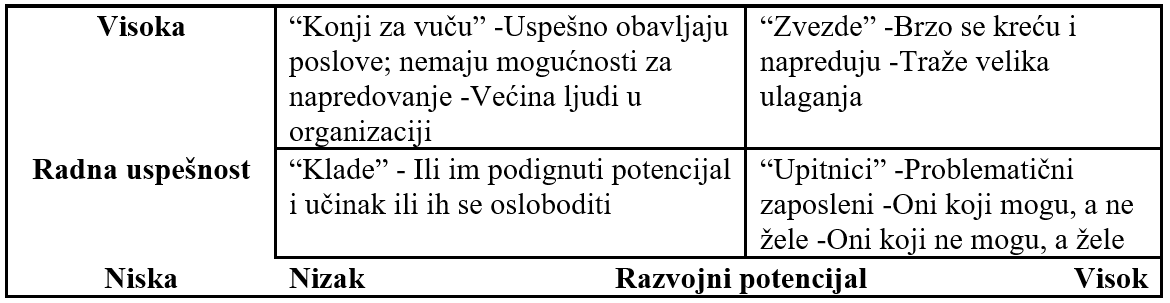 Visoka
“Konji za vuču” -Uspešno obavljaju
poslove; nemaju mogućnosti za
napredovanje -Većina ljudi u
organizaciji
“Zvezde” -Brzo se kreću i
napreduju -Traže velika
ulaganja
Radna uspešnost
“Klade” - Ili im podignuti potencijal
i učinak ili ih se osloboditi
“Upitnici” -Problematični
zaposleni -Oni koji mogu, a ne
žele -Oni koji ne mogu, a žele
Niska
Nizak Razvojni potencijal Visok